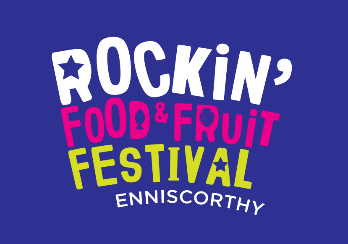 ROCKiN'
FOOD & FRUiT
FESTIVAL
ENNISCORTHY